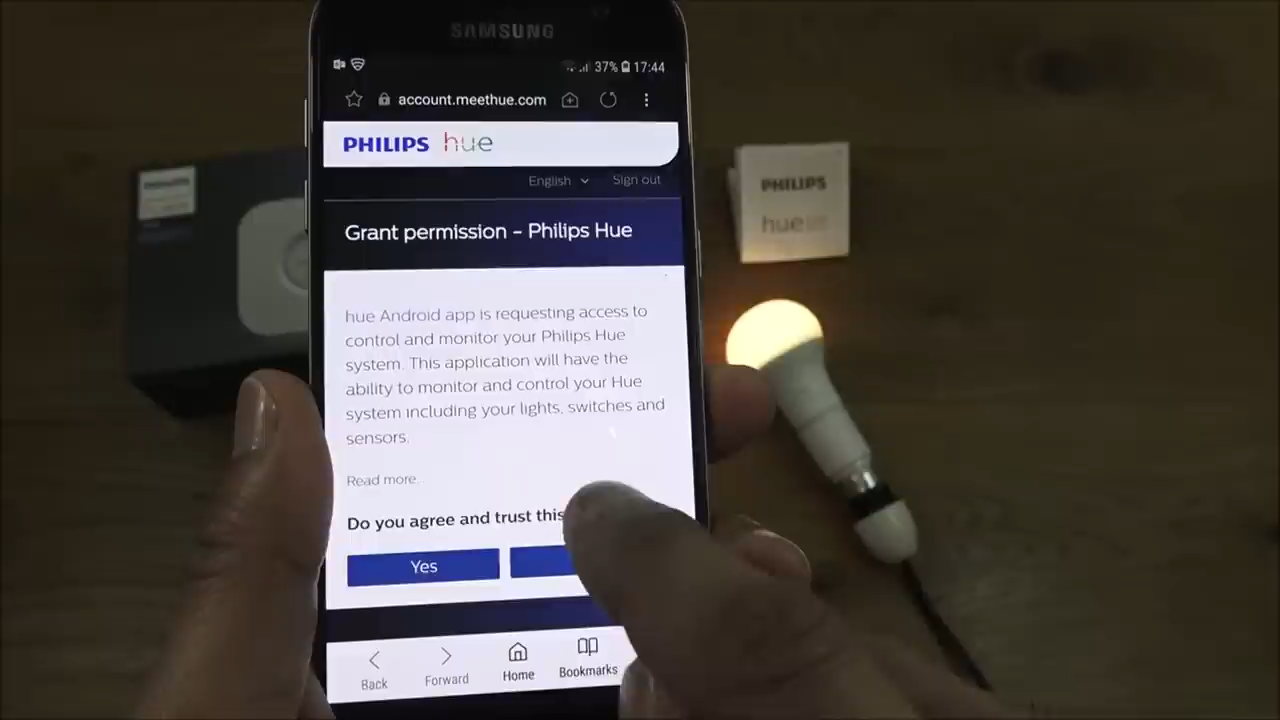 SAMSUNG
37% 17:44
account.meethue.com
PHILIPS hue
English Sign out
Grant permission - Philips Hue
hue Android app is requesting access to
control and monitor your Philips Hue
system. This application will have the
ability to monitor and control your Hue
system including your lights, switches and
sensors.
Read more...
Do you agree and trust this
Yes
Back Forward Home Bookmarks
PHILIPS
hue